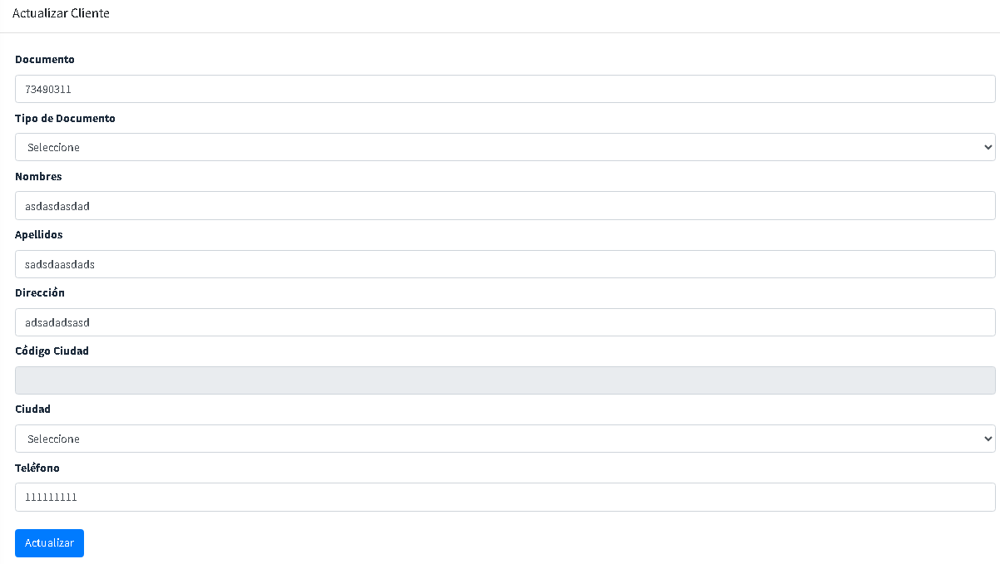 Actualizar Cliente
Documento
73490311
Tipo de Documento
Seleccione
Nombres
asdasdasdad
Apellidos
sadsdaasdads
Dirección
adsadadsasd
Código Ciudad
Ciudad
Seleccione
Teléfono
111111111
Actualizar